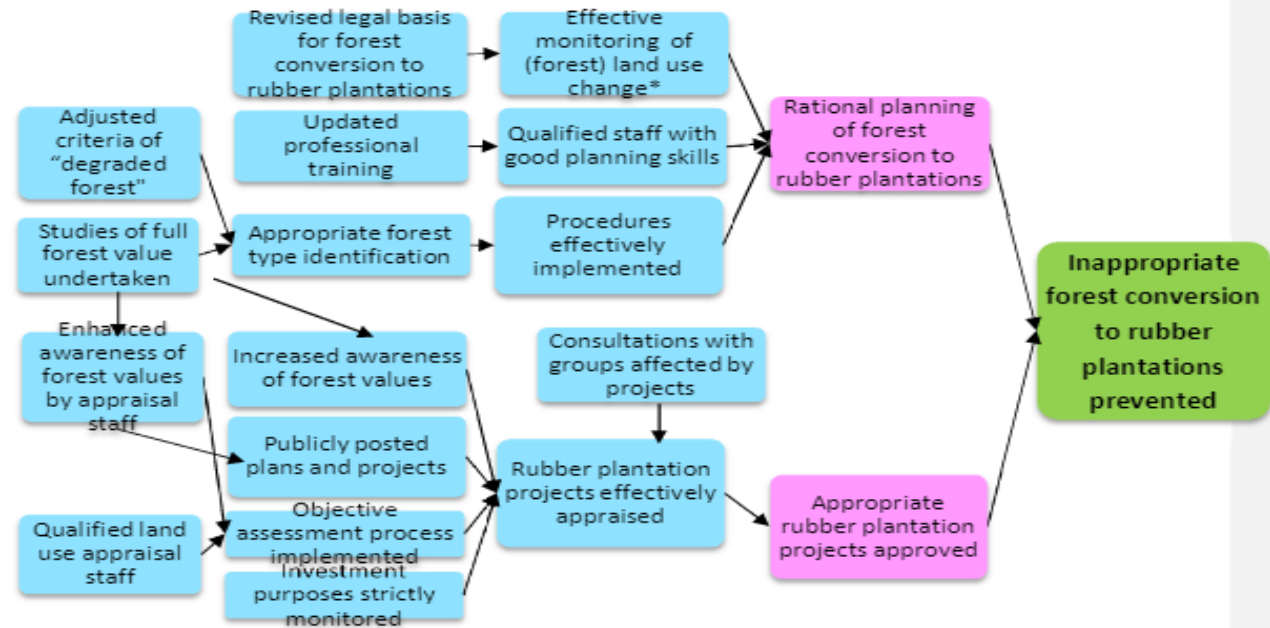 Revised legal basis
for forest
conversion to
rubber plantations
Effective
monitoring of
(forest) land use
change*
Adjusted
criteria of
“degraded
forest"
Updated
professional
training
Qualified staff with
good planning skills
Rational planning
of forest
conversion to
rubber plantations
Studies of full
forest value
undertaken
Appropriate forest
type identification
Procedures
effectively
implemented
Inappropriate
forest conversion
to rubber
plantations
prevented
Enhanced
awareness of
forest values
by appraisal
staff
Increased awareness
of forest values
Consultations with
groups affected by
projects
Publicly posted
plans and projects
Rubber plantation
projects effectively
appraised
Appropriate
rubber plantation
projects approved
Qualified land
use appraisal
staff
Objective
assessment process
implemented
Investment
purposes strictly
monitored